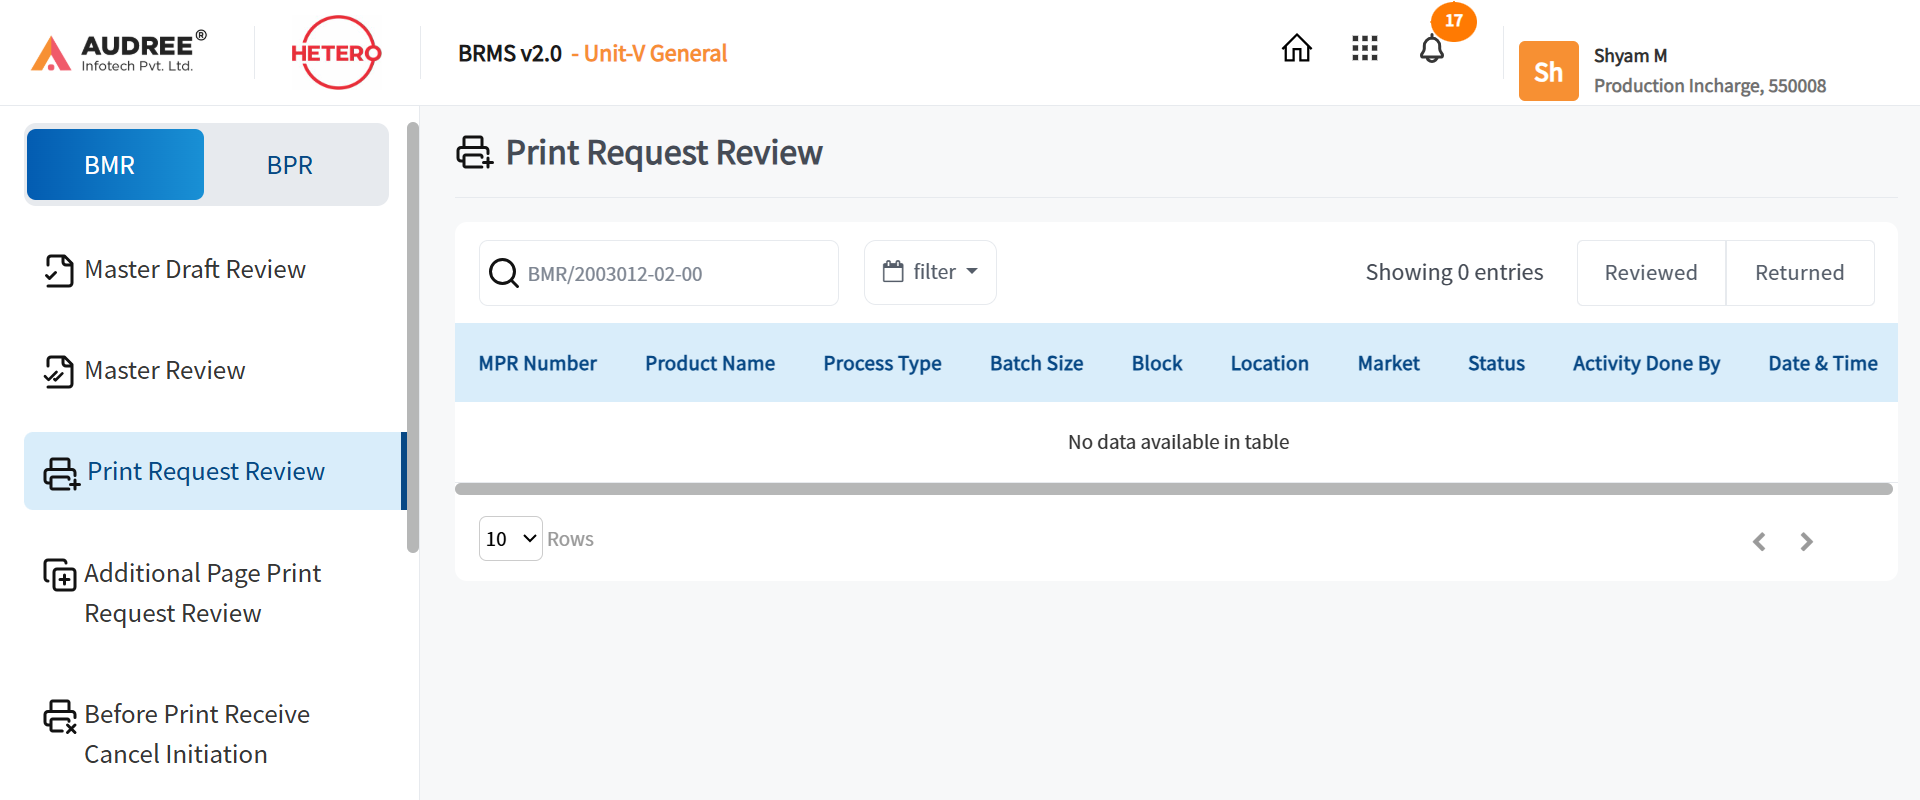 AUDREE®
Infotech Pvt. Ltd.
HETERO
BRMS v2.0 - Unit-V General
17
Sh
Shyam M
Production Incharge, 550008
BMR
BPR
Master Draft Review
Master Review
Print Request Review
Additional Page Print
Request Review
Before Print Receive
Cancel Initiation
Print Request Review
BMR/2003012-02-00
filter
Showing 0 entries
Reviewed
Returned
MPR Number Product Name Process Type Batch Size Block Location Market Status Activity Done By Date & Time
No data available in table
10 Rows